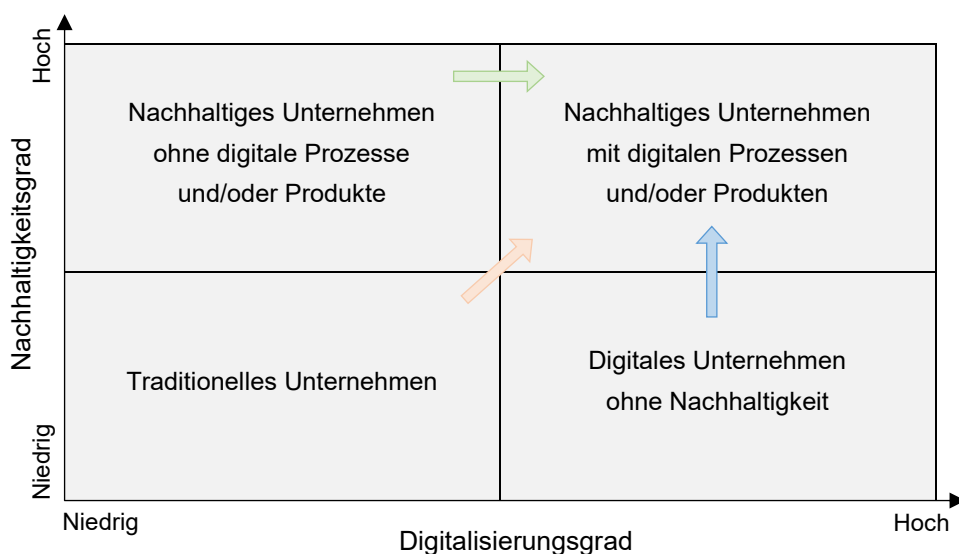 Hoch
Nachhaltigkeitsgrad
Niedrig
Nachhaltiges Unternehmen
ohne digitale Prozesse
und/oder Produkte
Nachhaltiges Unternehmen
mit digitalen Prozessen
und/oder Produkten
Traditionelles Unternehmen
Digitales Unternehmen
ohne Nachhaltigkeit
Niedrig
Digitalisierungsgrad
Hoch